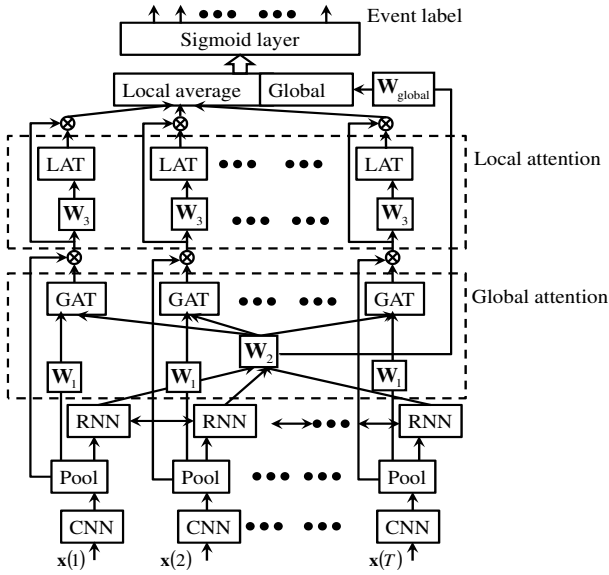 Event label
Sigmoid layer
Local average Global W_global
LAT LAT ●●● ●●● LAT Local attention
W_3 W_3 ●●● ●●● W_3
GAT GAT ●●● ●●● GAT Global attention
W_2
W_1 W_1 W_1
RNN RNN ●●● RNN
Pool Pool ●●● ●●● Pool
CNN CNN ●●● ●●● CNN
x(1) x(2) x(T)